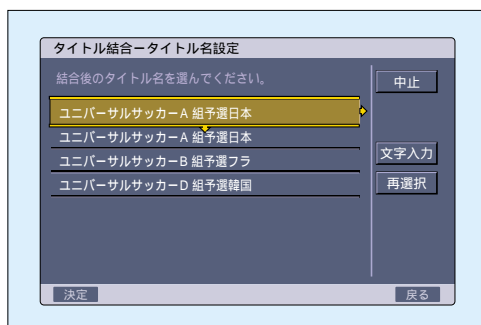 タイトル結合ータイトル名設定
結合後のタイトル名を選んでください。
中止
ユニバーサルサッカーA 組予選日本
ユニバーサルサッカーA 組予選日本
ユニバーサルサッカーB 組予選フラ
ユニバーサルサッカーD 組予選韓国
文字入力
再選択
決定
戻る